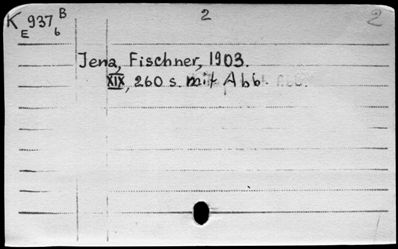 K 937 B 2 2
E 6
Jena, Fischner, 1903.
XIX, 260 s. mit Abb.